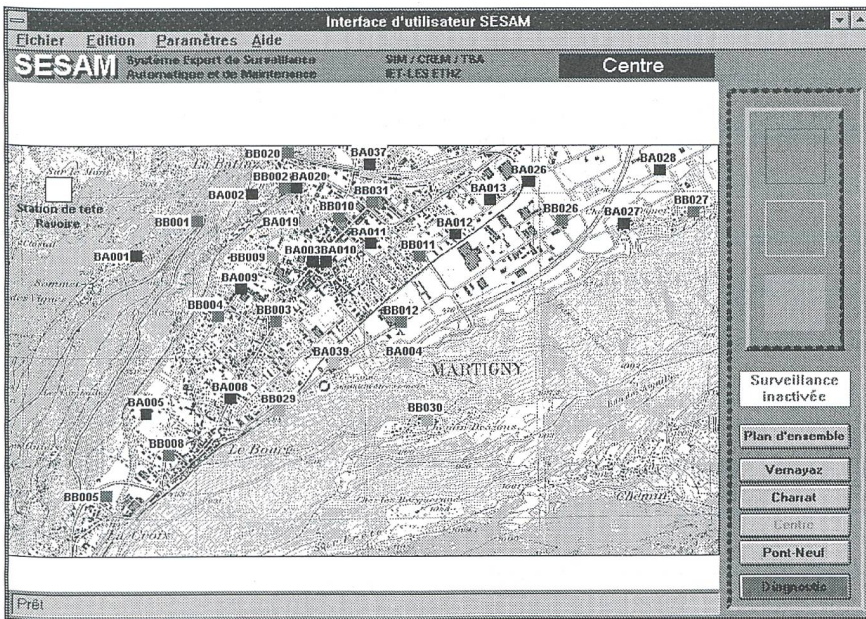 Interface d'utilisateur SESAM
Fichier Edition Paramètres Aide
SESAM Système Expert de Surveillance Automatique et de Maintenance
SIM / CREM / TBA
IET-LES ETHZ
Centre
BB020
BA037
BA028
BA026
BB002
BA020
BA002
BA013
BB031
Station de tete
Ravoire
BB001
BA019
BB010
BB026
BB027
BA027
BA012
BA011
BA001
BB009
BA003
BA010
BB011
BA009
BB004
BB003
BB012
BA039
BA004
MARTIGNY
BA008
BA005
BB029
BB030
BB008
Le Bourg
BB005
Chemin
La Croix
Surveillance
inactivée
Plan d'ensemble
Vernayaz
Charrat
Centre
Pont-Neuf
Diagnostic
Prêt